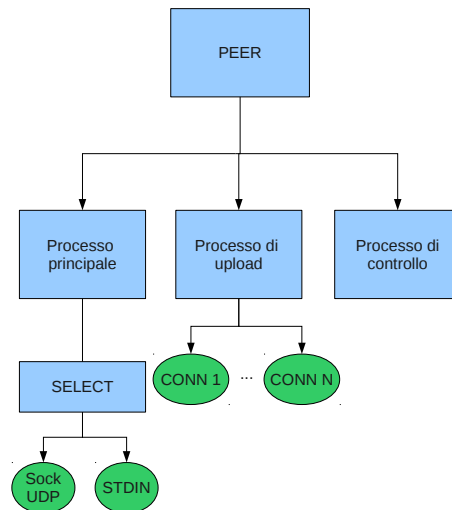 PEER
Processo
principale
Processo di
upload
Processo di
controllo
SELECT
CONN 1
...
CONN N
Sock
UDP
STDIN